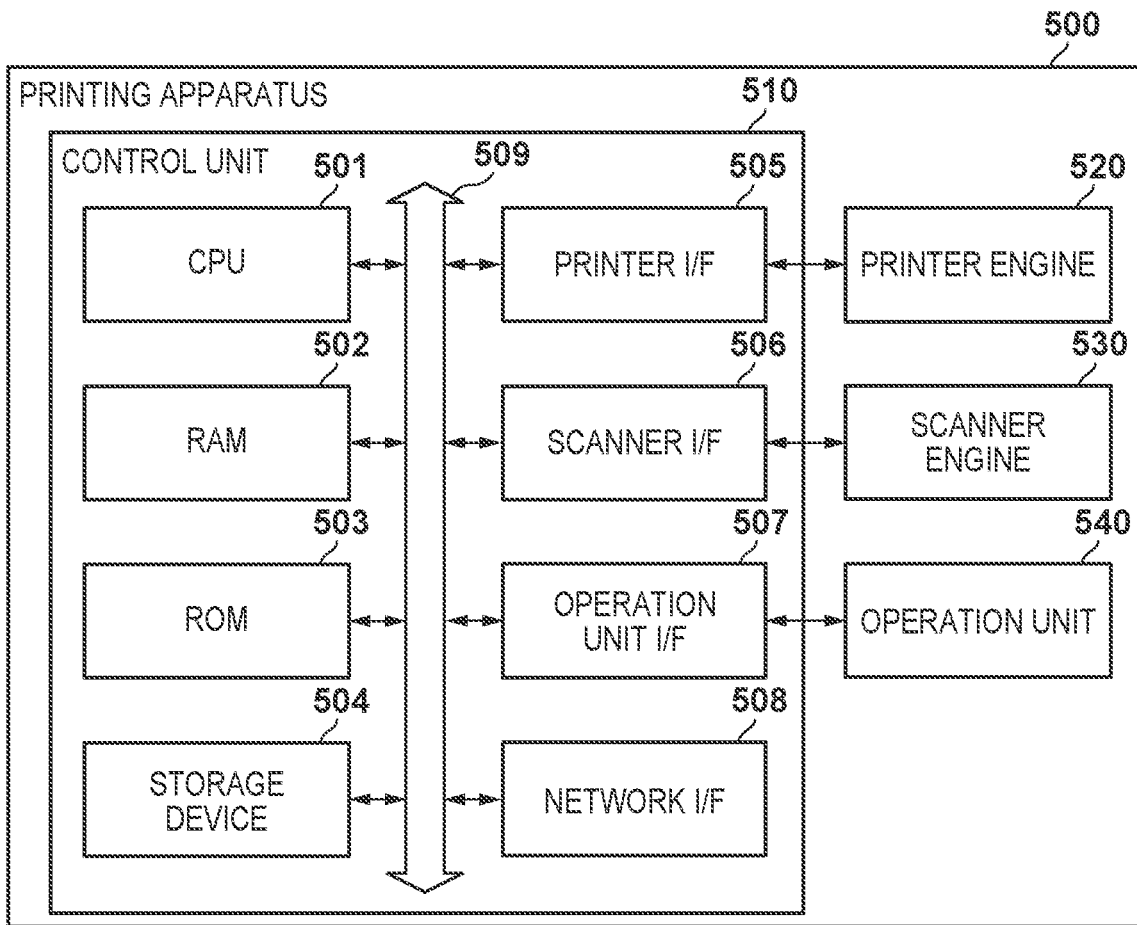 500
PRINTING APPARATUS
510
CONTROL UNIT
509
501
505
520
CPU
PRINTER I/F
PRINTER ENGINE
502
506
530
RAM
SCANNER I/F
SCANNER
ENGINE
503
507
540
ROM
OPERATION
UNIT I/F
OPERATION UNIT
504
508
STORAGE
DEVICE
NETWORK I/F